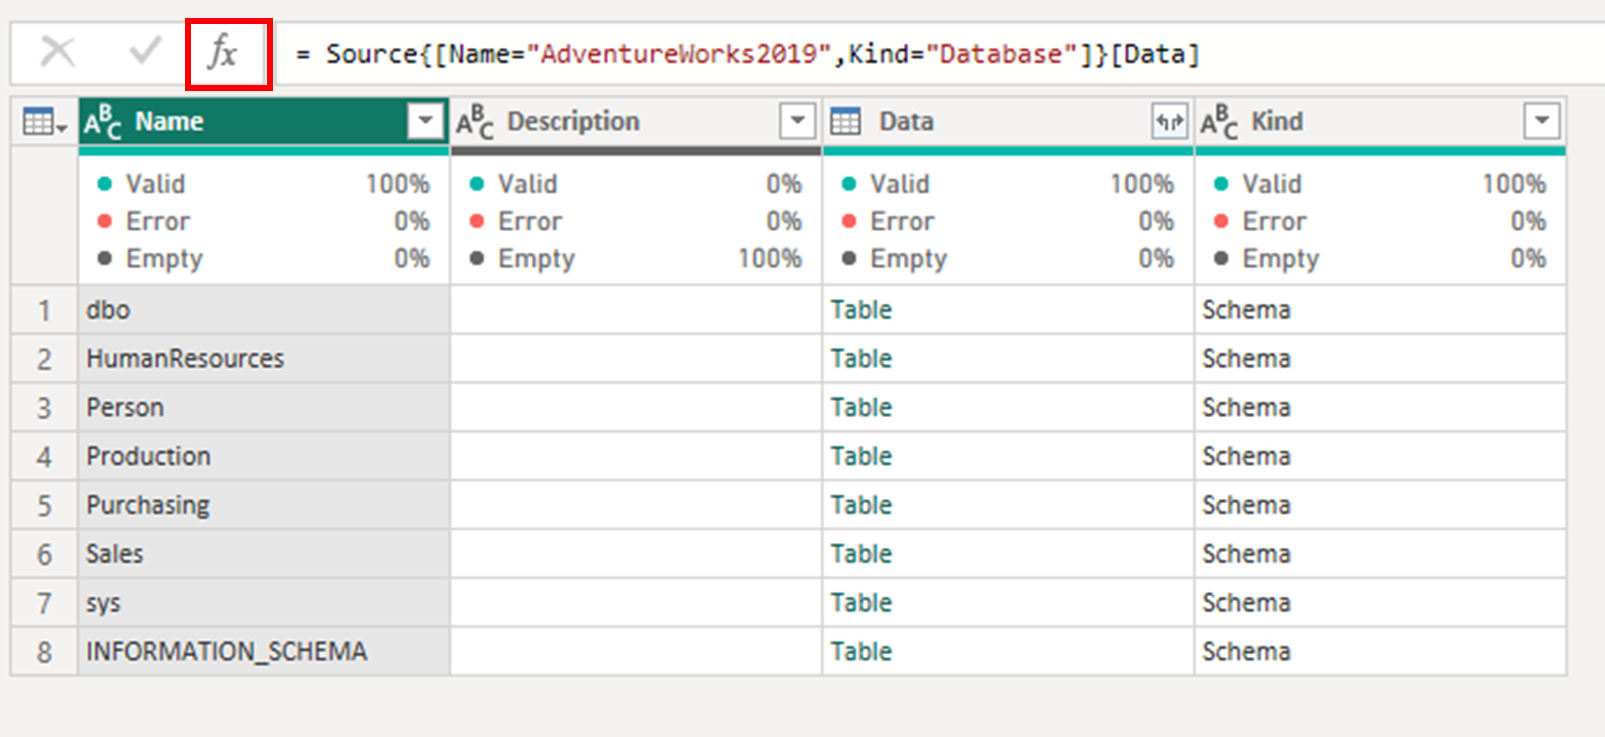 fx = Source{[Name="AdventureWorks2019",Kind="Database"]}[Data]
ABC Name ABC Description Data ABC Kind
Valid 100% Valid 0% Valid 100% Valid 100%
Error 0% Error 0% Error 0% Error 0%
Empty 0% Empty 100% Empty 0% Empty 0%
1 dbo Table Schema
2 HumanResources Table Schema
3 Person Table Schema
4 Production Table Schema
5 Purchasing Table Schema
6 Sales Table Schema
7 sys Table Schema
8 INFORMATION_SCHEMA Table Schema